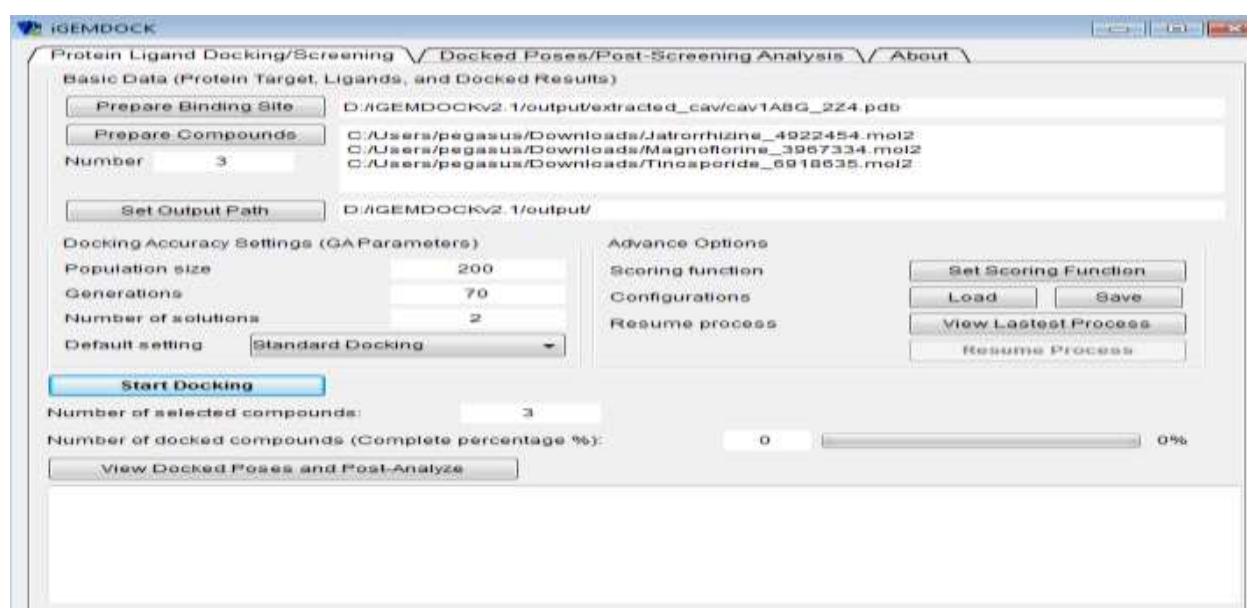 iGEMDOCK
Protein Ligand Docking/Screening Docked Poses/Post-Screening Analysis About
Basic Data (Protein Target, Ligands, and Docked Results)
Prepare Binding Site D:/iGEMDOCKv2.1/output/extracted_cav/cav1A8G_2Z4.pdb
Prepare Compounds C:/Users/pegasus/Downloads/Jatrorrhizine_4922454.mol2
C:/Users/pegasus/Downloads/Magnoflorine_3967334.mol2
Number 3 C:/Users/pegasus/Downloads/Tinosporide_6918635.mol2
Set Output Path D:/iGEMDOCKv2.1/output/
Docking Accuracy Settings (GA Parameters) Advance Options
Population size 200 Scoring function Set Scoring Function
Generations 70 Configurations Load Save
Number of solutions 2 Resume process View Lastest Process
Default setting Standard Docking Resume Process
Start Docking
Number of selected compounds: 3
Number of docked compounds (Complete percentage %): 0 0%
View Docked Poses and Post-Analyze